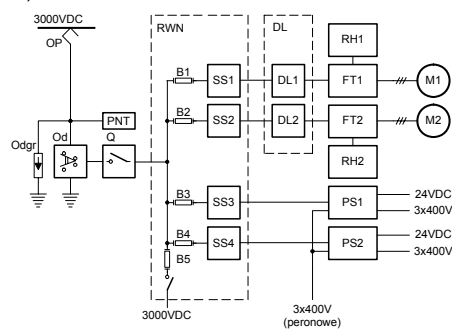 3000VDC
OP
RWN
DL
RH1
B1
SS1
DL1
FT1
M1
B2
SS2
DL2
FT2
M2
PNT
Odgr
Od
Q
RH2
B3
SS3
PS1
24VDC
3x400V
B4
SS4
PS2
24VDC
3x400V
B5
3000VDC
3x400V
(peronowe)